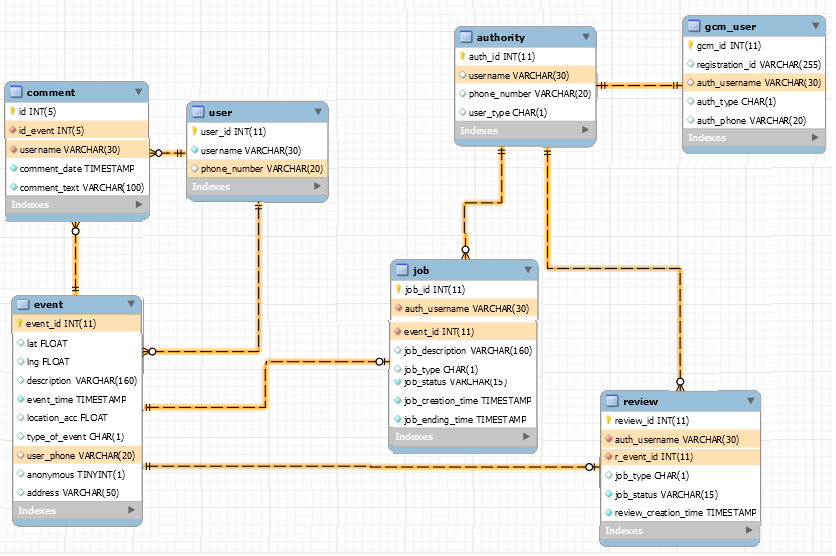 comment
id INT(5)
id_event INT(5)
username VARCHAR(30)
comment_date TIMESTAMP
comment_text VARCHAR(100)
Indexes
user
user_id INT(11)
username VARCHAR(30)
phone_number VARCHAR(20)
Indexes
authority
auth_id INT(11)
username VARCHAR(30)
phone_number VARCHAR(20)
user_type CHAR(1)
Indexes
gcm_user
gcm_id INT(11)
registration_id VARCHAR(255)
auth_username VARCHAR(30)
auth_type CHAR(1)
auth_phone VARCHAR(20)
Indexes
event
event_id INT(11)
lat FLOAT
lng FLOAT
description VARCHAR(160)
event_time TIMESTAMP
location_acc FLOAT
type_of_event CHAR(1)
user_phone VARCHAR(20)
anonymous TINYINT(1)
address VARCHAR(50)
Indexes
job
job_id INT(11)
auth_username VARCHAR(30)
event_id INT(11)
job_description VARCHAR(160)
job_type CHAR(1)
job_status VARCHAR(15)
job_creation_time TIMESTAMP
job_ending_time TIMESTAMP
Indexes
review
review_id INT(11)
auth_username VARCHAR(30)
r_event_id INT(11)
job_type CHAR(1)
job_status VARCHAR(15)
review_creation_time TIMESTAMP
Indexes